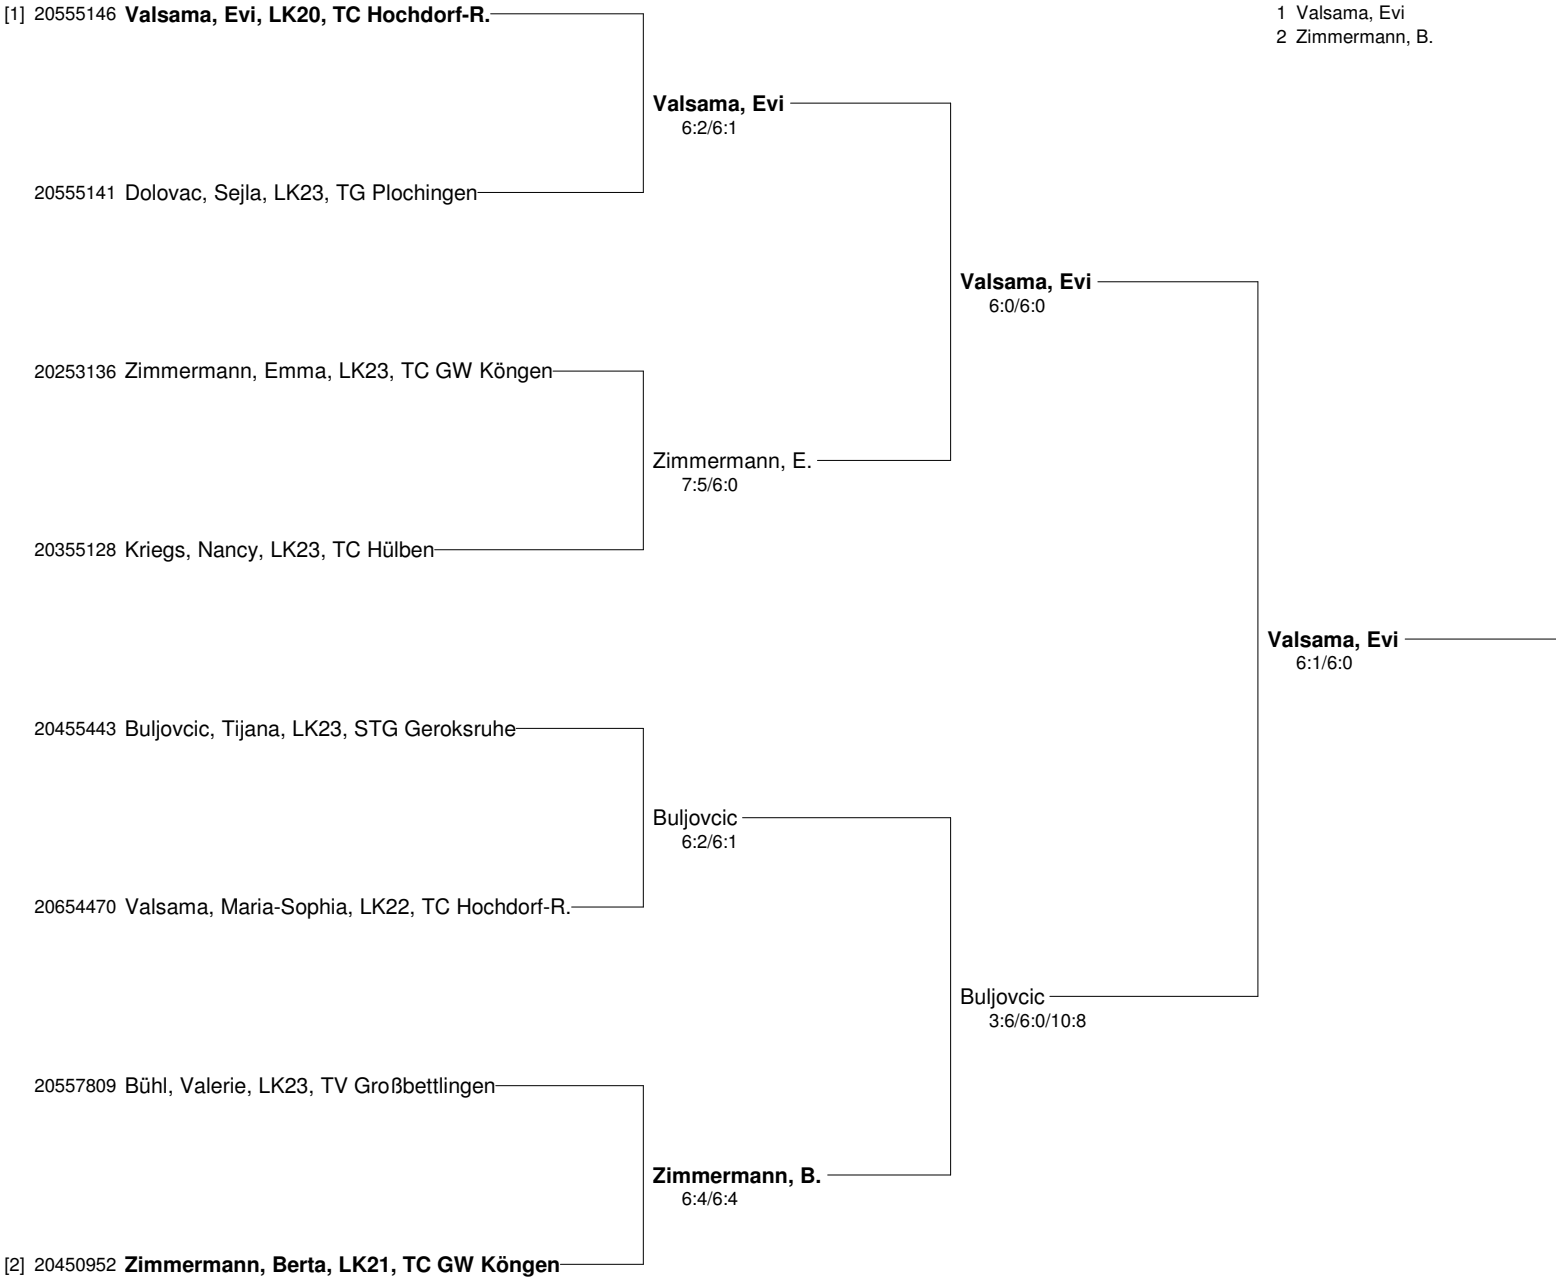 [1] 20555146 Valsama, Evi, LK20, TC Hochdorf-R.
1 Valsama, Evi
2 Zimmermann, B.
Valsama, Evi
6:2/6:1
20555141 Dolovac, Sejla, LK23, TG Plochingen
Valsama, Evi
6:0/6:0
20253136 Zimmermann, Emma, LK23, TC GW Köngen
Zimmermann, E.
7:5/6:0
20355128 Kriegs, Nancy, LK23, TC Hülben
Valsama, Evi
6:1/6:0
20455443 Buljovcic, Tijana, LK23, STG Geroksruhe
Buljovcic
6:2/6:1
20654470 Valsama, Maria-Sophia, LK22, TC Hochdorf-R.
Buljovcic
3:6/6:0/10:8
20557809 Bühl, Valerie, LK23, TV Großbettlingen
Zimmermann, B.
6:4/6:4
[2] 20450952 Zimmermann, Berta, LK21, TC GW Köngen